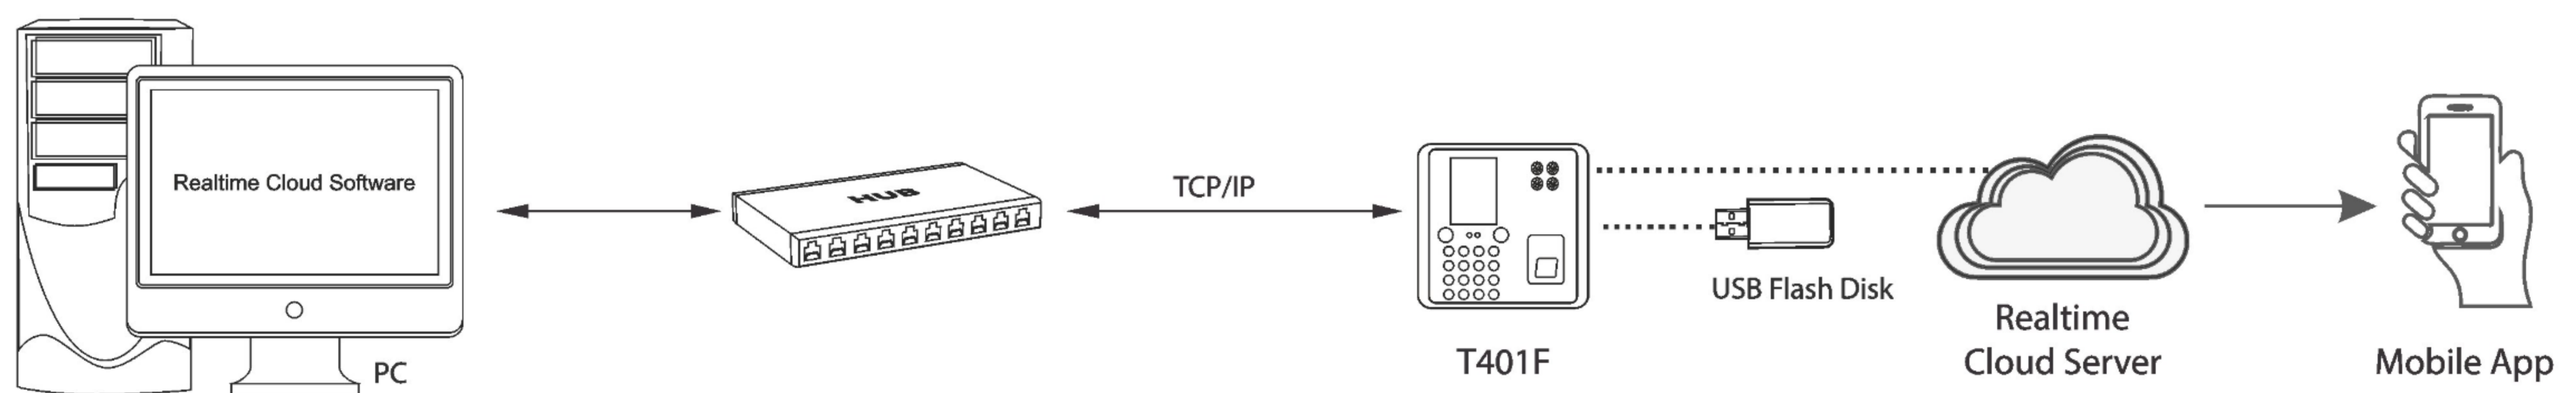 Realtime Cloud Software
PC
HUB
TCP/IP
T401F
USB Flash Disk
Realtime
Cloud Server
Mobile App